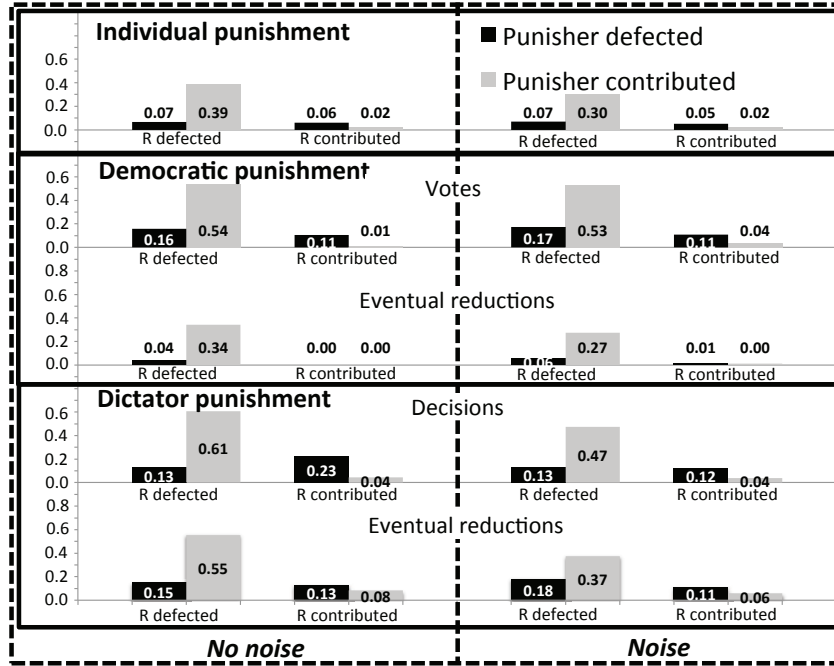 Individual punishment
Punisher defected
Punisher contributed
0.6
0.4
0.2
0.0
0.07 0.39 0.06 0.02 0.07 0.30 0.05 0.02
R defected R contributed R defected R contributed
Democratic punishment
Votes
0.6
0.4
0.2
0.0
0.16 0.54 0.11 0.01 0.17 0.53 0.11 0.04
R defected R contributed R defected R contributed
Eventual reductions
0.8
0.6
0.4
0.2
0.0
0.04 0.34 0.00 0.00 0.06 0.27 0.01 0.00
R defected R contributed R defected R contributed
Dictator punishment
Decisions
0.6
0.4
0.2
0.0
0.13 0.61 0.23 0.04 0.13 0.47 0.12 0.04
R defected R contributed R defected R contributed
Eventual reductions
0.8
0.6
0.4
0.2
0.0
0.15 0.55 0.13 0.08 0.18 0.37 0.11 0.06
R defected R contributed R defected R contributed
No noise Noise